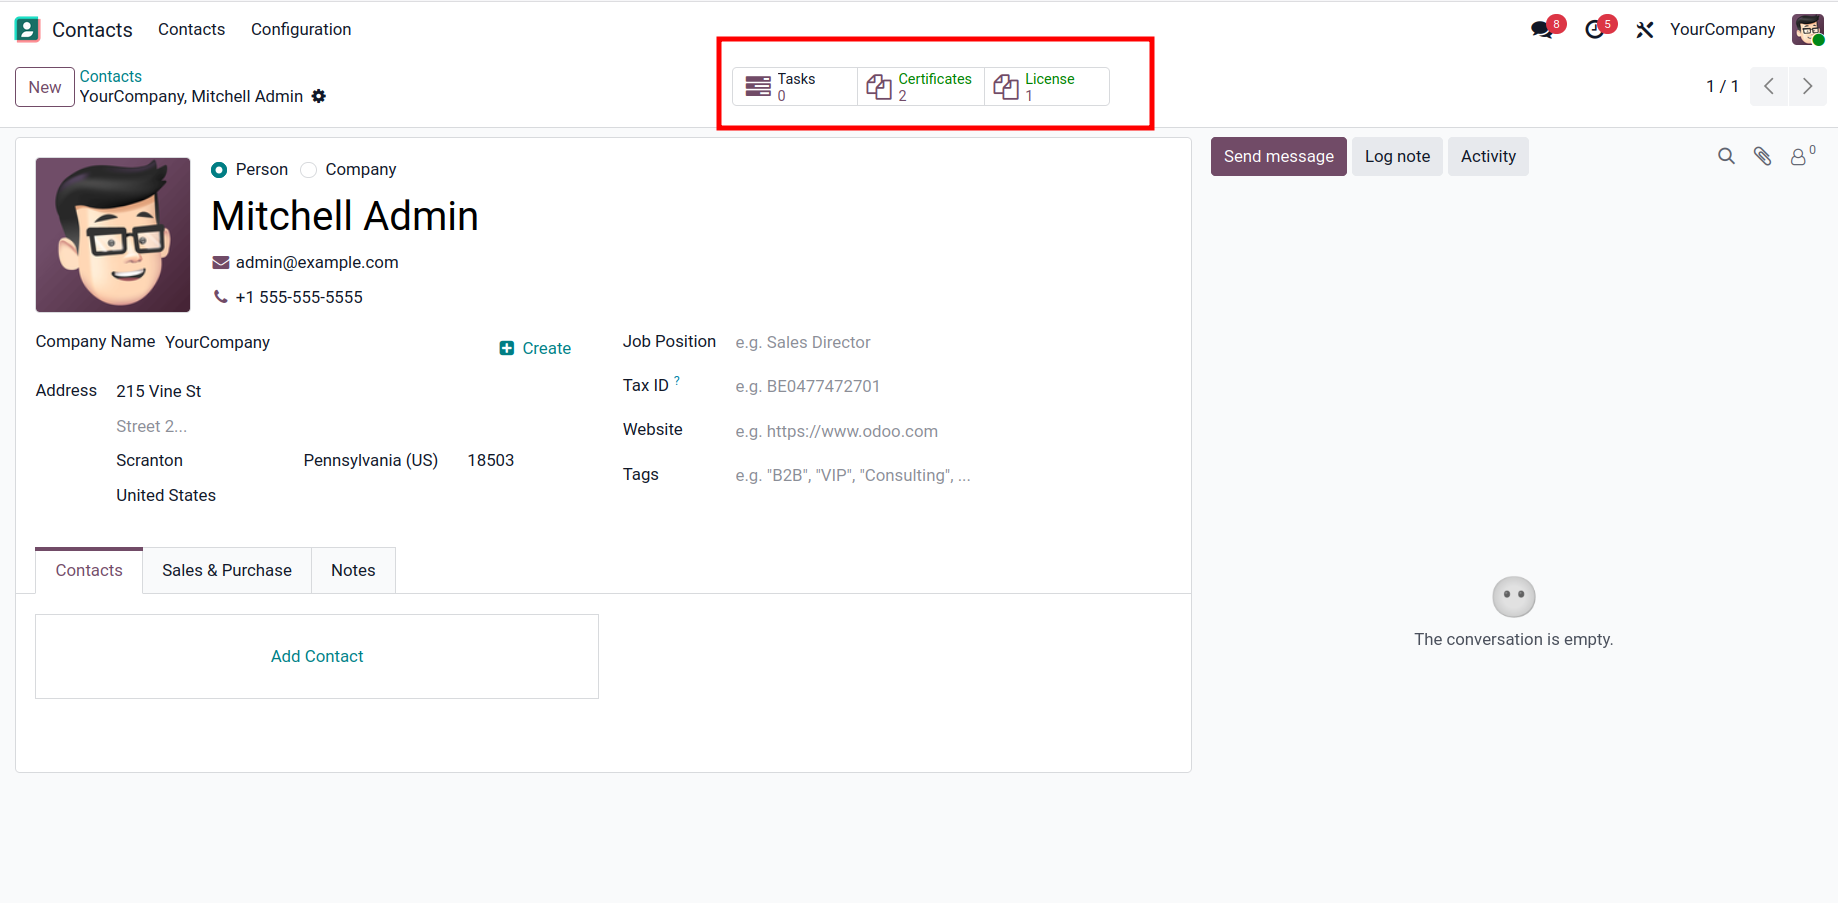 Contacts Contacts Configuration 8 5 YourCompany
New Contacts
YourCompany, Mitchell Admin
Tasks
0
Certificates
2
License
1
1 / 1
Person Company
Mitchell Admin
admin@example.com
+1 555-555-5555
Company Name YourCompany
Create
Address 215 Vine St
Street 2...
Scranton Pennsylvania (US) 18503
United States
Job Position e.g. Sales Director
Tax ID ? e.g. BE0477472701
Website e.g. https://www.odoo.com
Tags e.g. "B2B", "VIP", "Consulting", ...
Contacts Sales & Purchase Notes
Add Contact
Send message Log note Activity 0
The conversation is empty.